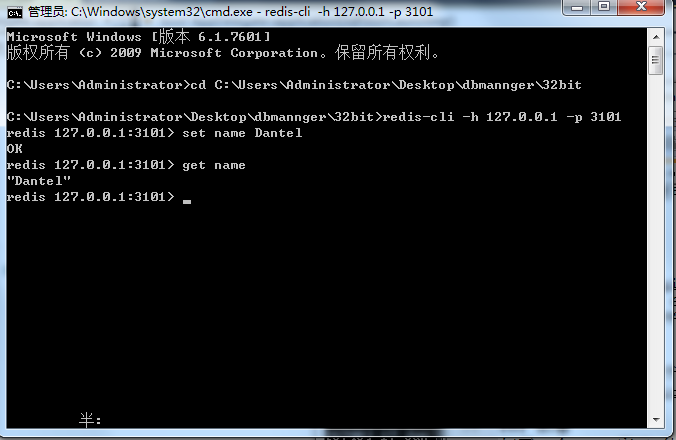 管理员: C:\Windows\system32\cmd.exe - redis-cli -h 127.0.0.1 -p 3101
Microsoft Windows [版本 6.1.7601]
版权所有 (c) 2009 Microsoft Corporation。保留所有权利。
C:\Users\Administrator>cd C:\Users\Administrator\Desktop\dbmannger\32bit
C:\Users\Administrator\Desktop\dbmannger\32bit>redis-cli -h 127.0.0.1 -p 3101
redis 127.0.0.1:3101> set name Dantel
OK
redis 127.0.0.1:3101> get name
"Dantel"
redis 127.0.0.1:3101>
半: